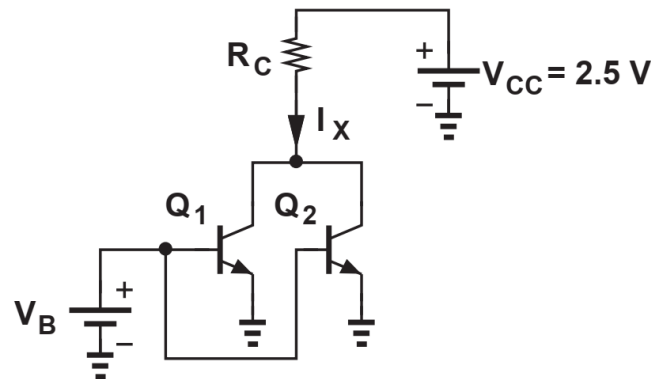 R_C
+
V_CC = 2.5 V
−
I_X
Q_1
Q_2
+
V_B
−